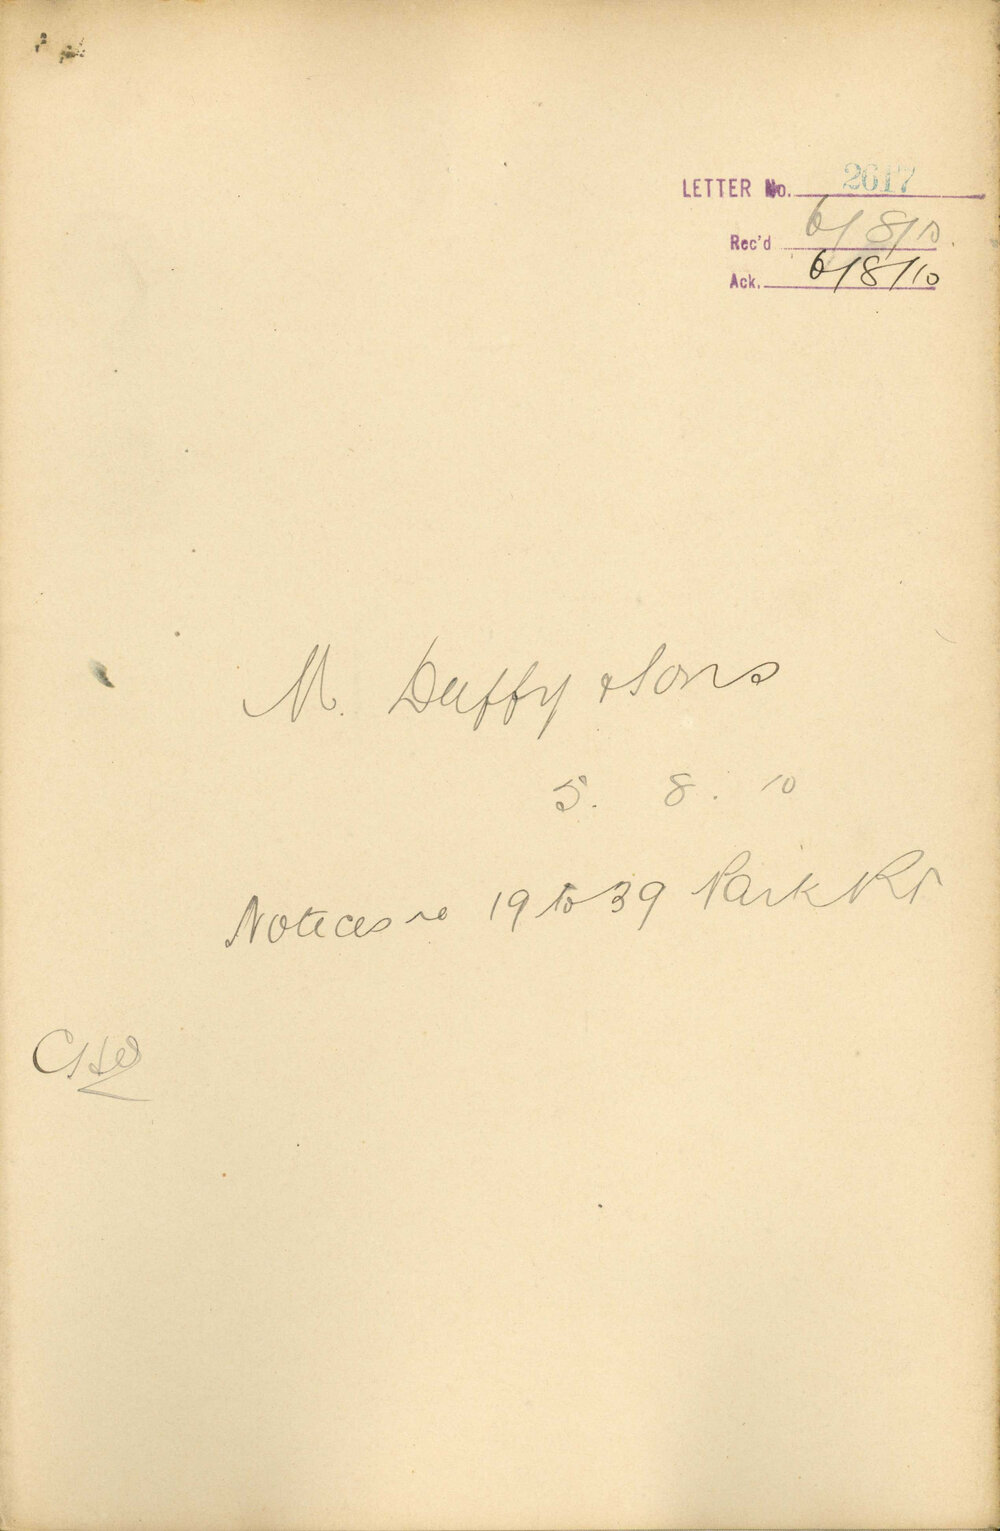 LETTER No. 2617
Rec'd 6/8/10.
Ack. 6/8/10
M. Duffy & Sons
5. 8. 10
Notices re 19 to 39 Park Rd